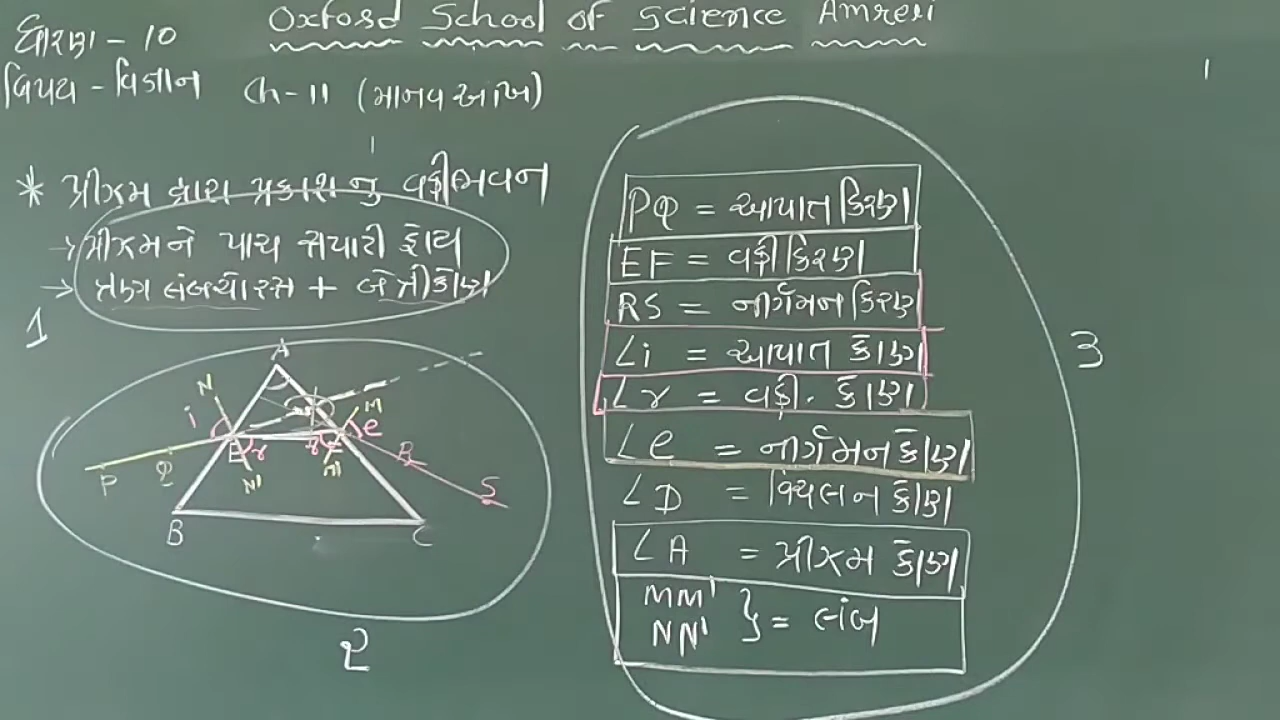 Oxford School of Science Amreli
ધોરણ - 10
વિષય - વિજ્ઞાન Ch-11 (માનવ આંખ)
* પ્રીઝમ દ્વારા પ્રકાશનુ વક્રીભવન
→ પ્રીઝમને પાચ સપાટી હોય
→ ત્રણ લંબચોરસ + બે ત્રીકોણ
1
A
N
M
i
e
E
r
r
F
P
Q
N'
M'
R
S
B
C
2
PQ = આપાતકિરણ
EF = વક્રીકિરણ
RS = નીર્ગમન કિરણ
∠i = આપાત કોણ
∠r = વક્રી. કોણ
∠e = નીર્ગમન કોણ
∠D = વિચલન કોણ
∠A = પ્રીઝમ કોણ
MM' } = લંબ
NN'
3